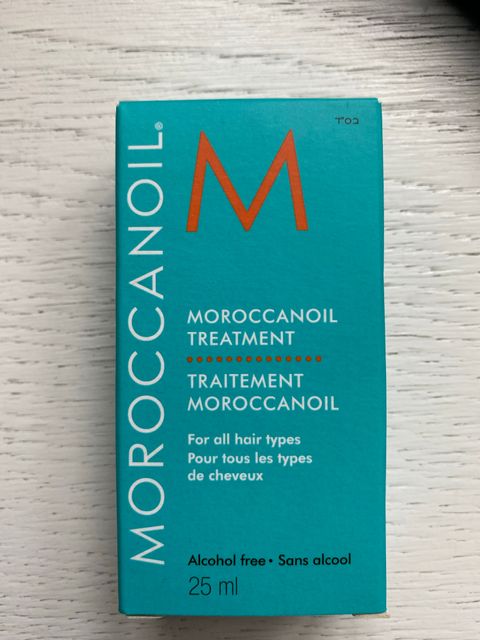 בס"ד
MOROCCANOIL®
M
MOROCCANOIL
TREATMENT
TRAITEMENT
MOROCCANOIL
For all hair types
Pour tous les types
de cheveux
Alcohol free • Sans alcool
25 ml